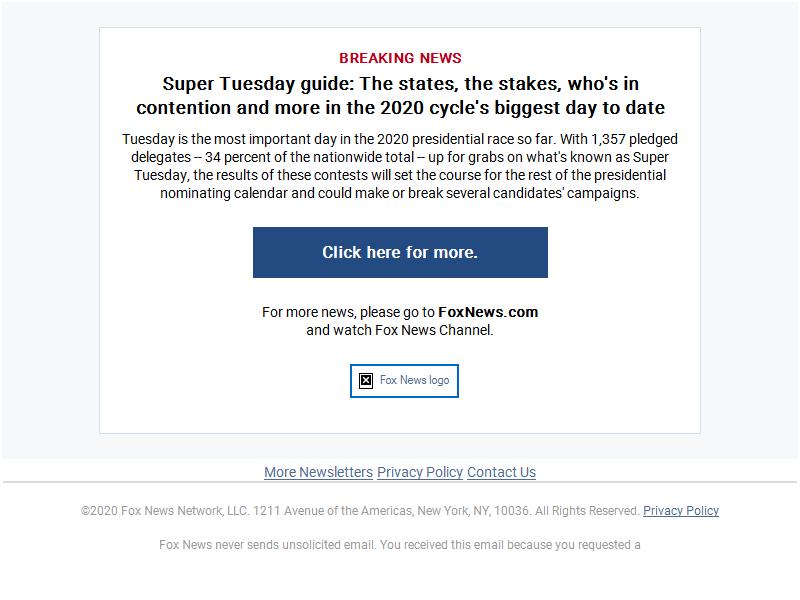 BREAKING NEWS
Super Tuesday guide: The states, the stakes, who's in
contention and more in the 2020 cycle's biggest day to date
Tuesday is the most important day in the 2020 presidential race so far. With 1,357 pledged
delegates -- 34 percent of the nationwide total -- up for grabs on what's known as Super
Tuesday, the results of these contests will set the course for the rest of the presidential
nominating calendar and could make or break several candidates' campaigns.
Click here for more.
For more news, please go to FoxNews.com
and watch Fox News Channel.
Fox News logo
More Newsletters Privacy Policy Contact Us
©2020 Fox News Network, LLC. 1211 Avenue of the Americas, New York, NY, 10036. All Rights Reserved. Privacy Policy
Fox News never sends unsolicited email. You received this email because you requested a